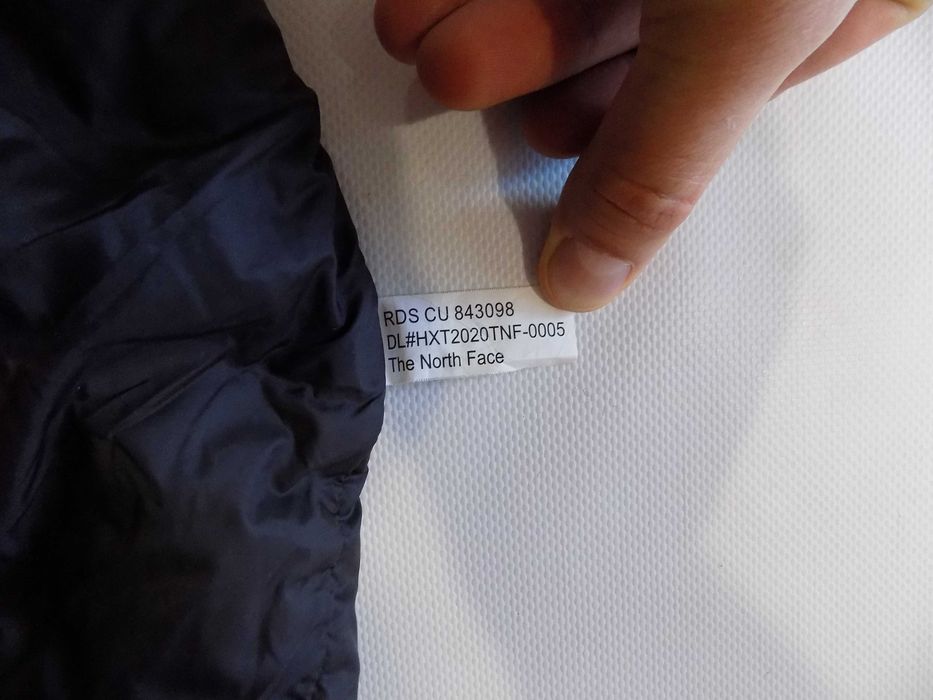 RDS CU 843098
DL#HXT2020TNF-0005
The North Face